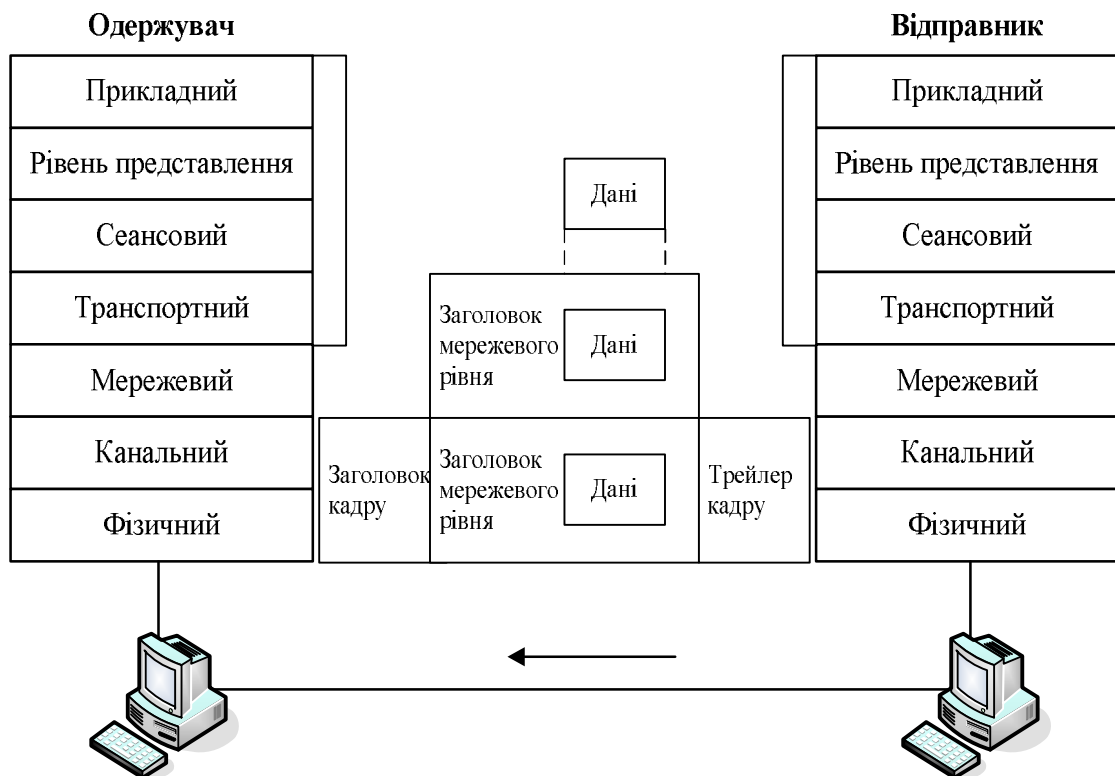 Одержувач
Прикладний
Рівень представлення
Сеансовий
Транспортний
Мережевий
Канальний
Фізичний
Дані
Заголовок
мережевого
рівня
Дані
Заголовок
кадру
Заголовок
мережевого
рівня
Дані
Трейлер
кадру
Відправник
Прикладний
Рівень представлення
Сеансовий
Транспортний
Мережевий
Канальний
Фізичний